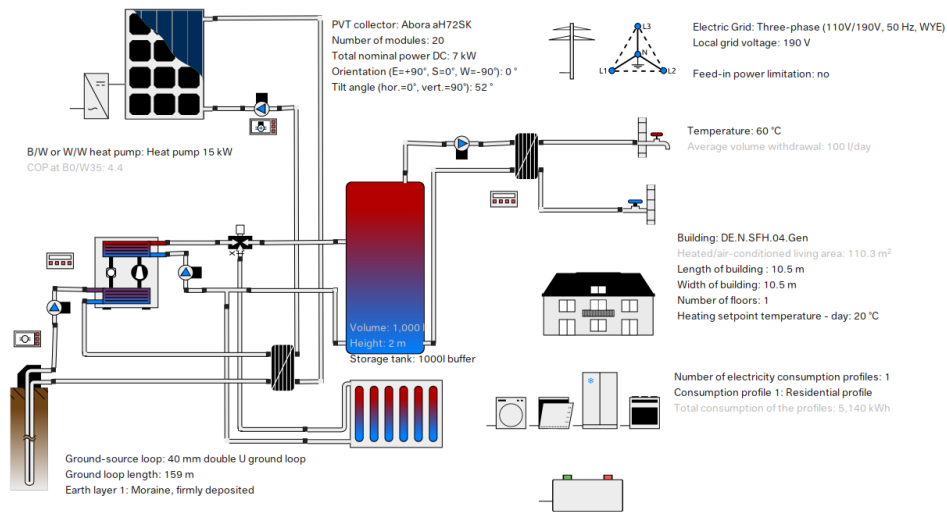 PVT collector: Abora aH72SK
Number of modules: 20
Total nominal power DC: 7 kW
Orientation (E=+90°, S=0°, W=-90°): 0 °
Tilt angle (hor.=0°, vert.=90°): 52 °
L3
N
L1
L2
Electric Grid: Three-phase (110V/190V, 50 Hz, WYE)
Local grid voltage: 190 V
Feed-in power limitation: no
B/W or W/W heat pump: Heat pump 15 kW
COP at B0/W35: 4.4
Temperature: 60 °C
Average volume withdrawal: 100 l/day
X
Building: DE.N.SFH.04.Gen
Heated/air-conditioned living area: 110.3 m²
Length of building : 10.5 m
Width of building: 10.5 m
Number of floors: 1
Heating setpoint temperature - day: 20 °C
Volume: 1,000 l
Height: 2 m
Storage tank: 1000l buffer
Number of electricity consumption profiles: 1
Consumption profile 1: Residential profile
Total consumption of the profiles: 5,140 kWh
Ground-source loop: 40 mm double U ground loop
Ground loop length: 159 m
Earth layer 1: Moraine, firmly deposited